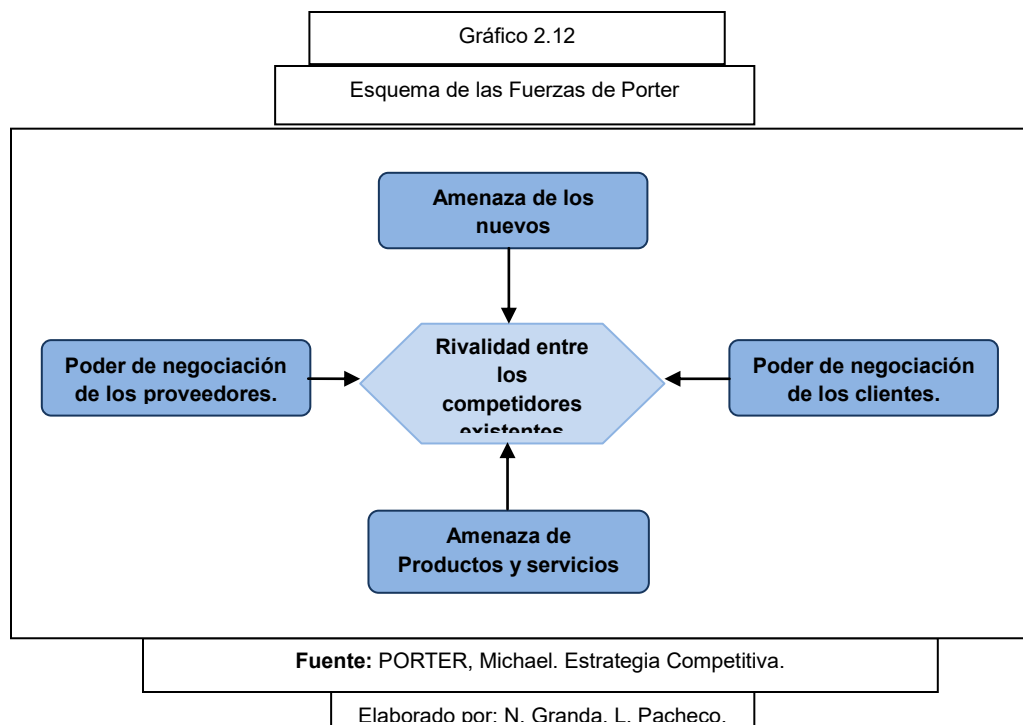 Gráfico 2.12
Esquema de las Fuerzas de Porter
Amenaza de los
nuevos
Poder de negociación
de los proveedores.
Rivalidad entre
los
competidores
existentes
Poder de negociación
de los clientes.
Amenaza de
Productos y servicios
Fuente: PORTER, Michael. Estrategia Competitiva.
Elaborado por: N. Granda, L. Pacheco.